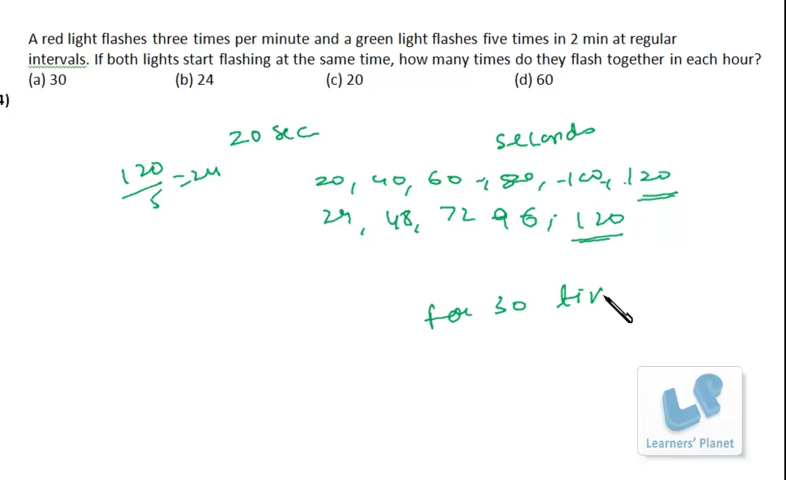 A red light flashes three times per minute and a green light flashes five times in 2 min at regular
intervals. If both lights start flashing at the same time, how many times do they flash together in each hour?
(a) 30 (b) 24 (c) 20 (d) 60
4)
20 sec
seconds
120/5 = 24
20, 40, 60, 80, 100, 120
24, 48, 72 96, 120
for 30 tim
LP
Learners' Planet